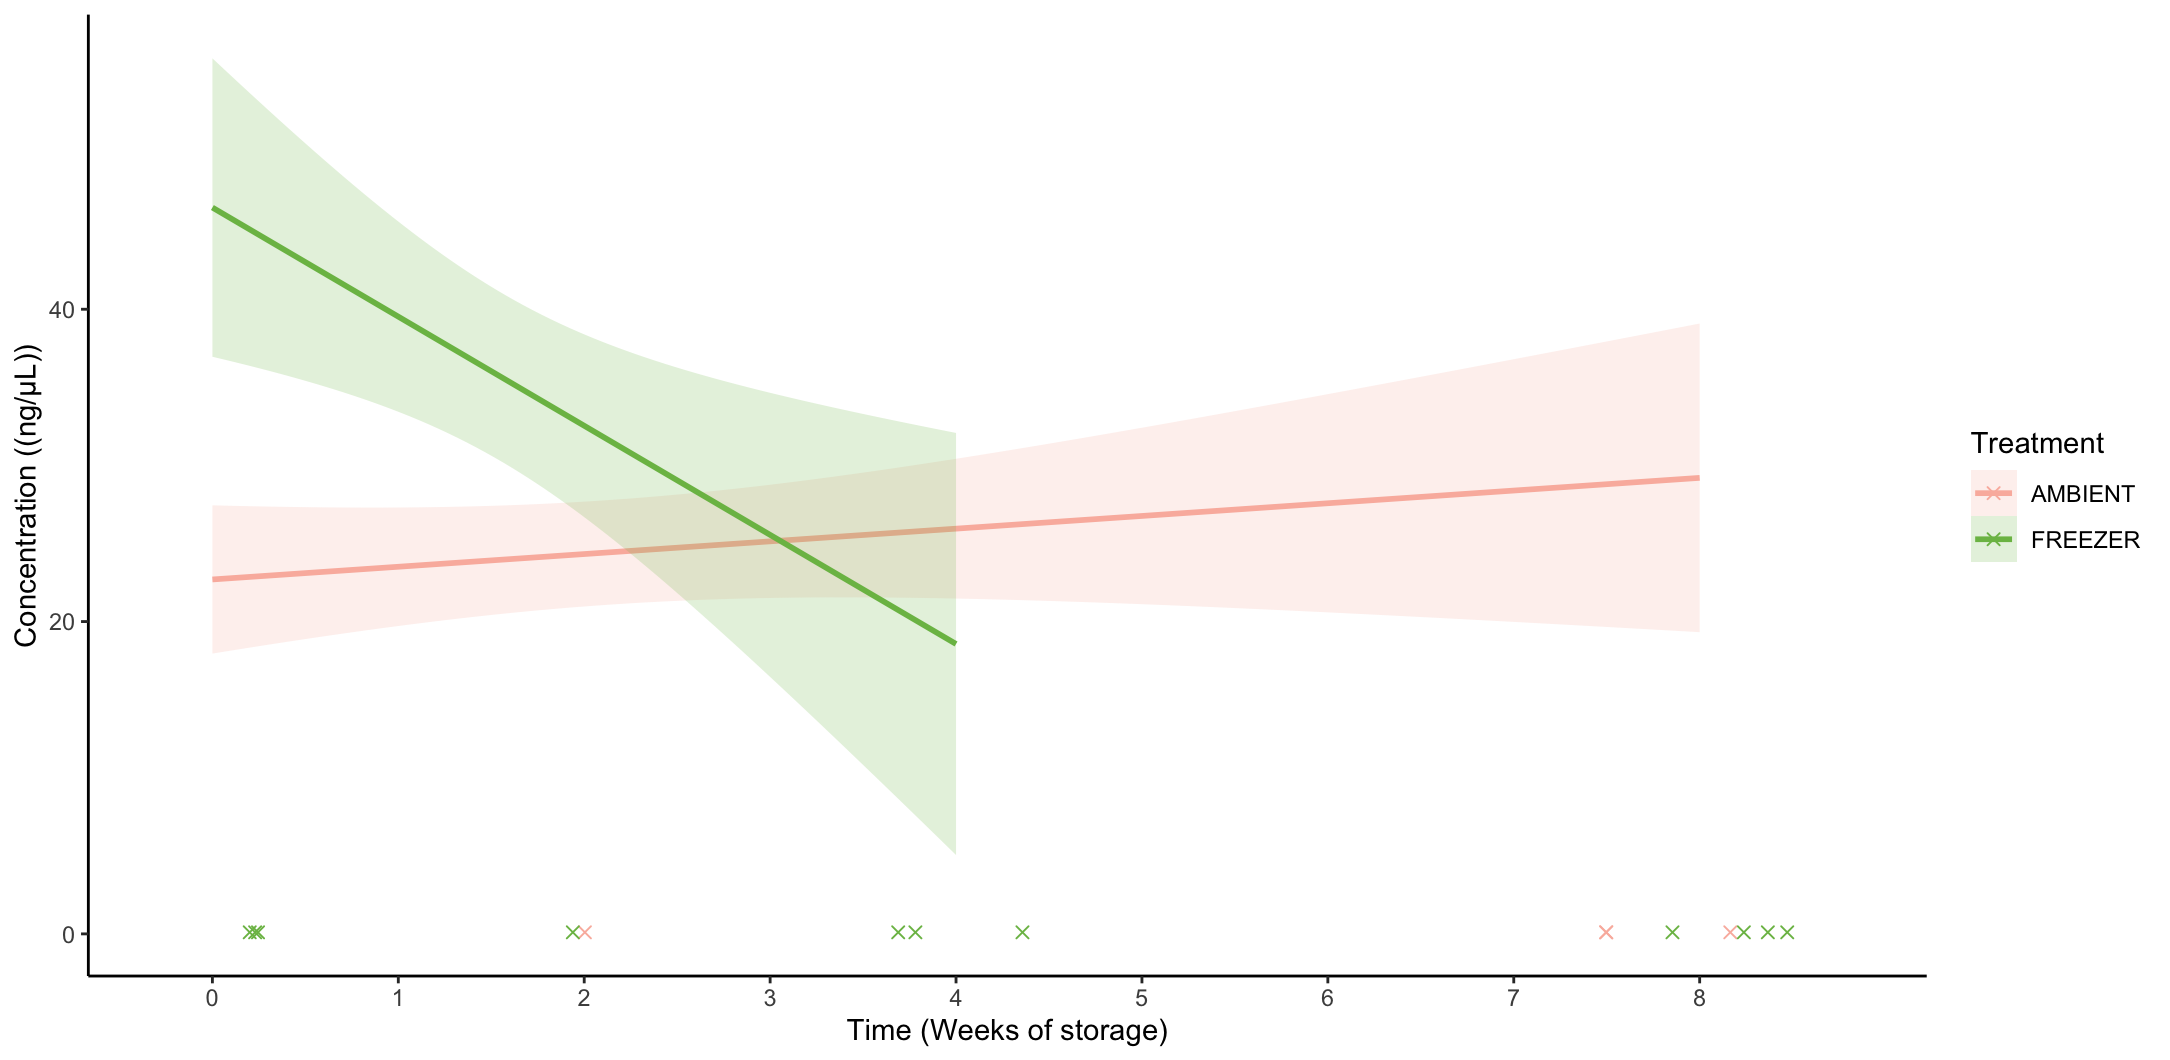 Concentration ((ng/µL))
40
20
0
0 1 2 3 4 5 6 7 8
Time (Weeks of storage)
Treatment
AMBIENT
FREEZER